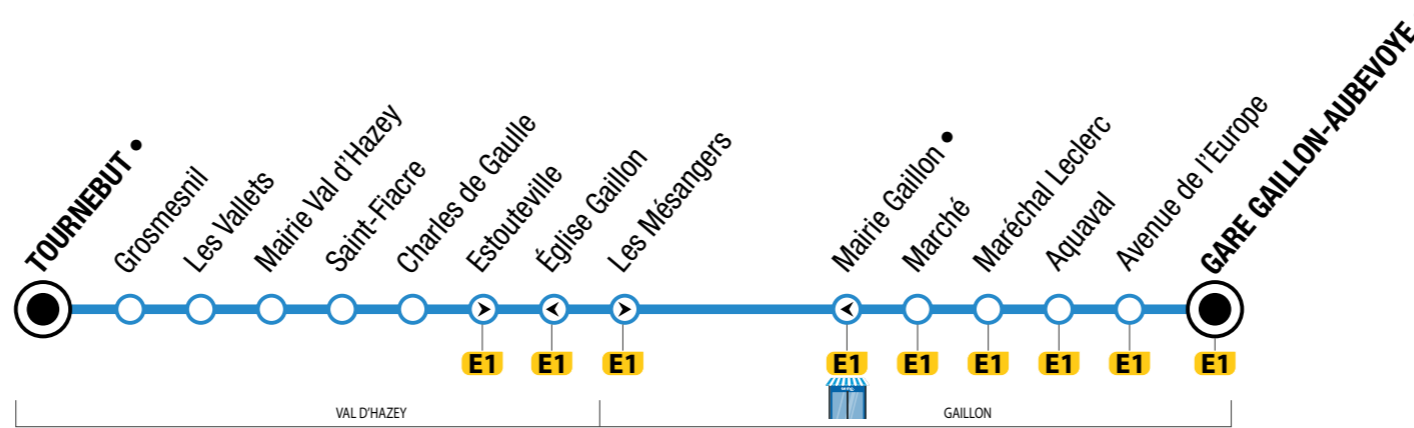 TOURNEBUT •
Grosmesnil
Les Vallets
Mairie Val d'Hazey
Saint-Fiacre
Charles de Gaulle
Estouteville
Église Gaillon
Les Mésangers
Mairie Gaillon •
Marché
Maréchal Leclerc
Aquaval
Avenue de l'Europe
GARE GAILLON-AUBEVOYE
E1 E1 E1 E1 E1 E1 E1 E1 E1
VAL D'HAZEY GAILLON